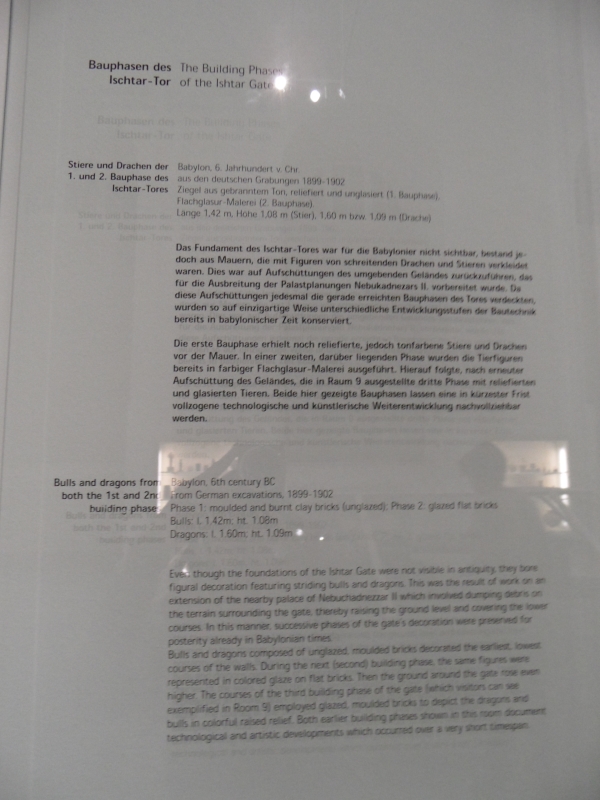 Bauphasen des The Building Phases
Ischtar-Tor of the Ishtar Gate
Stiere und Drachen der Babylon, 6. Jahrhundert v. Chr.
1. und 2. Bauphase des aus den deutschen Grabungen 1899-1902
Ischtar-Tores Ziegel aus gebranntem Ton, reliefiert und unglasiert (1. Bauphase),
Flachglasur-Malerei (2. Bauphase)
Länge 1,42 m, Höhe 1,08 m (Stier), 1,60 m bzw. 1,09 m (Drache)
Das Fundament des Ischtar-Tores war für die Babylonier nicht sichtbar, bestand je-
doch aus Mauern, die mit Figuren von schreitenden Drachen und Stieren verkleidet
waren. Dies war auf Aufschüttungen des umgebenden Geländes zurückzuführen, das
für die Ausbreitung der Palastplanungen Nebukadnezars II. vorbereitet wurde. Da
diese Aufschüttungen jedesmal die gerade erreichten Bauphasen des Tores verdeckten,
wurden so auf einzigartige Weise unterschiedliche Entwicklungsstufen der Bautechnik
bereits in babylonischer Zeit konserviert.
Die erste Bauphase erhielt noch reliefierte, jedoch tonfarbene Stiere und Drachen
vor der Mauer. In einer zweiten, darüber liegenden Phase wurden die Tierfiguren
bereits in farbiger Flachglasur-Malerei ausgeführt. Hierauf folgte, nach erneuter
Aufschüttung des Geländes, die in Raum 9 ausgestellte dritte Phase mit reliefierten
und glasierten Tieren. Beide hier gezeigte Bauphasen lassen eine in kürzester Frist
vollzogene technologische und künstlerische Weiterentwicklung nachvollziehbar
werden.
Bulls and dragons from Babylon, 6th century BC
both the 1st and 2nd From German excavations, 1899-1902
building phases Phase 1: moulded and burnt clay bricks (unglazed); Phase 2: glazed flat bricks
Bulls: l. 1.42m; ht. 1.08m
Dragons: l. 1.60m; ht. 1.09m
Even though the foundations of the Ishtar Gate were not visible in antiquity, they bore
figural decoration featuring striding bulls and dragons. This was the result of work on an
extension of the nearby palace of Nebuchadnezzar II which involved dumping debris on
the terrain surrounding the gate, thereby raising the ground level and covering the lower
courses. In this manner, successive phases of the gate's decoration were preserved for
posterity already in Babylonian times.
Bulls and dragons composed of unglazed, moulded bricks decorated the earliest, lowest
courses of the walls. During the next (second) building phase, the same figures were
represented in colored glaze on flat bricks. Then the ground around the gate rose even
higher. The courses of the third building phase of the gate (which visitors can see
exemplified in Room 9) employed glazed, moulded bricks to depict the dragons and
bulls in colorful raised relief. Both earlier building phases shown in this room document
technological and artistic developments which occurred over a very short timespan.